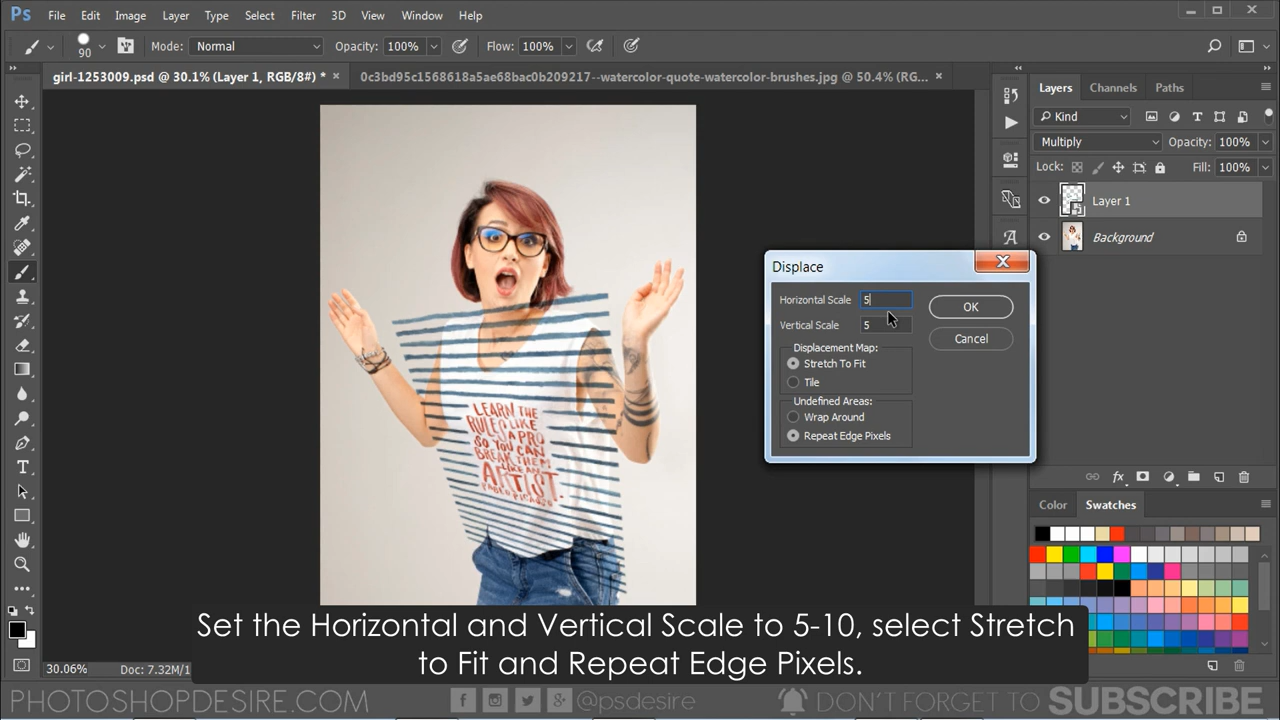 Ps File Edit Image Layer Type Select Filter 3D View Window Help
90 Mode: Normal Opacity: 100% Flow: 100%
girl-1253009.psd @ 30.1% (Layer 1, RGB/8#) * × 0c3bd95c1568618a5ae68bac0b209217--watercolor-quote-watercolor-brushes.jpg @ 50.4% (RG... ×
Layers Channels Paths
Kind
Multiply Opacity: 100%
Lock: Fill: 100%
Layer 1
Background
Displace
Horizontal Scale 5
OK
Vertical Scale 5
Cancel
Displacement Map:
Stretch To Fit
Tile
Undefined Areas:
Wrap Around
Repeat Edge Pixels
LEARN THE
RULES LIKE
A PRO
SO YOU CAN
BREAK THEM
LIKE AN
ARTIST.
PABLO PICASSO
fx
Color Swatches
Set the Horizontal and Vertical Scale to 5-10, select Stretch
to Fit and Repeat Edge Pixels.
30.06% Doc: 7.32M/1
PHOTOSHOPDESIRE.COM @psdesire DON'T FORGET TO SUBSCRIBE